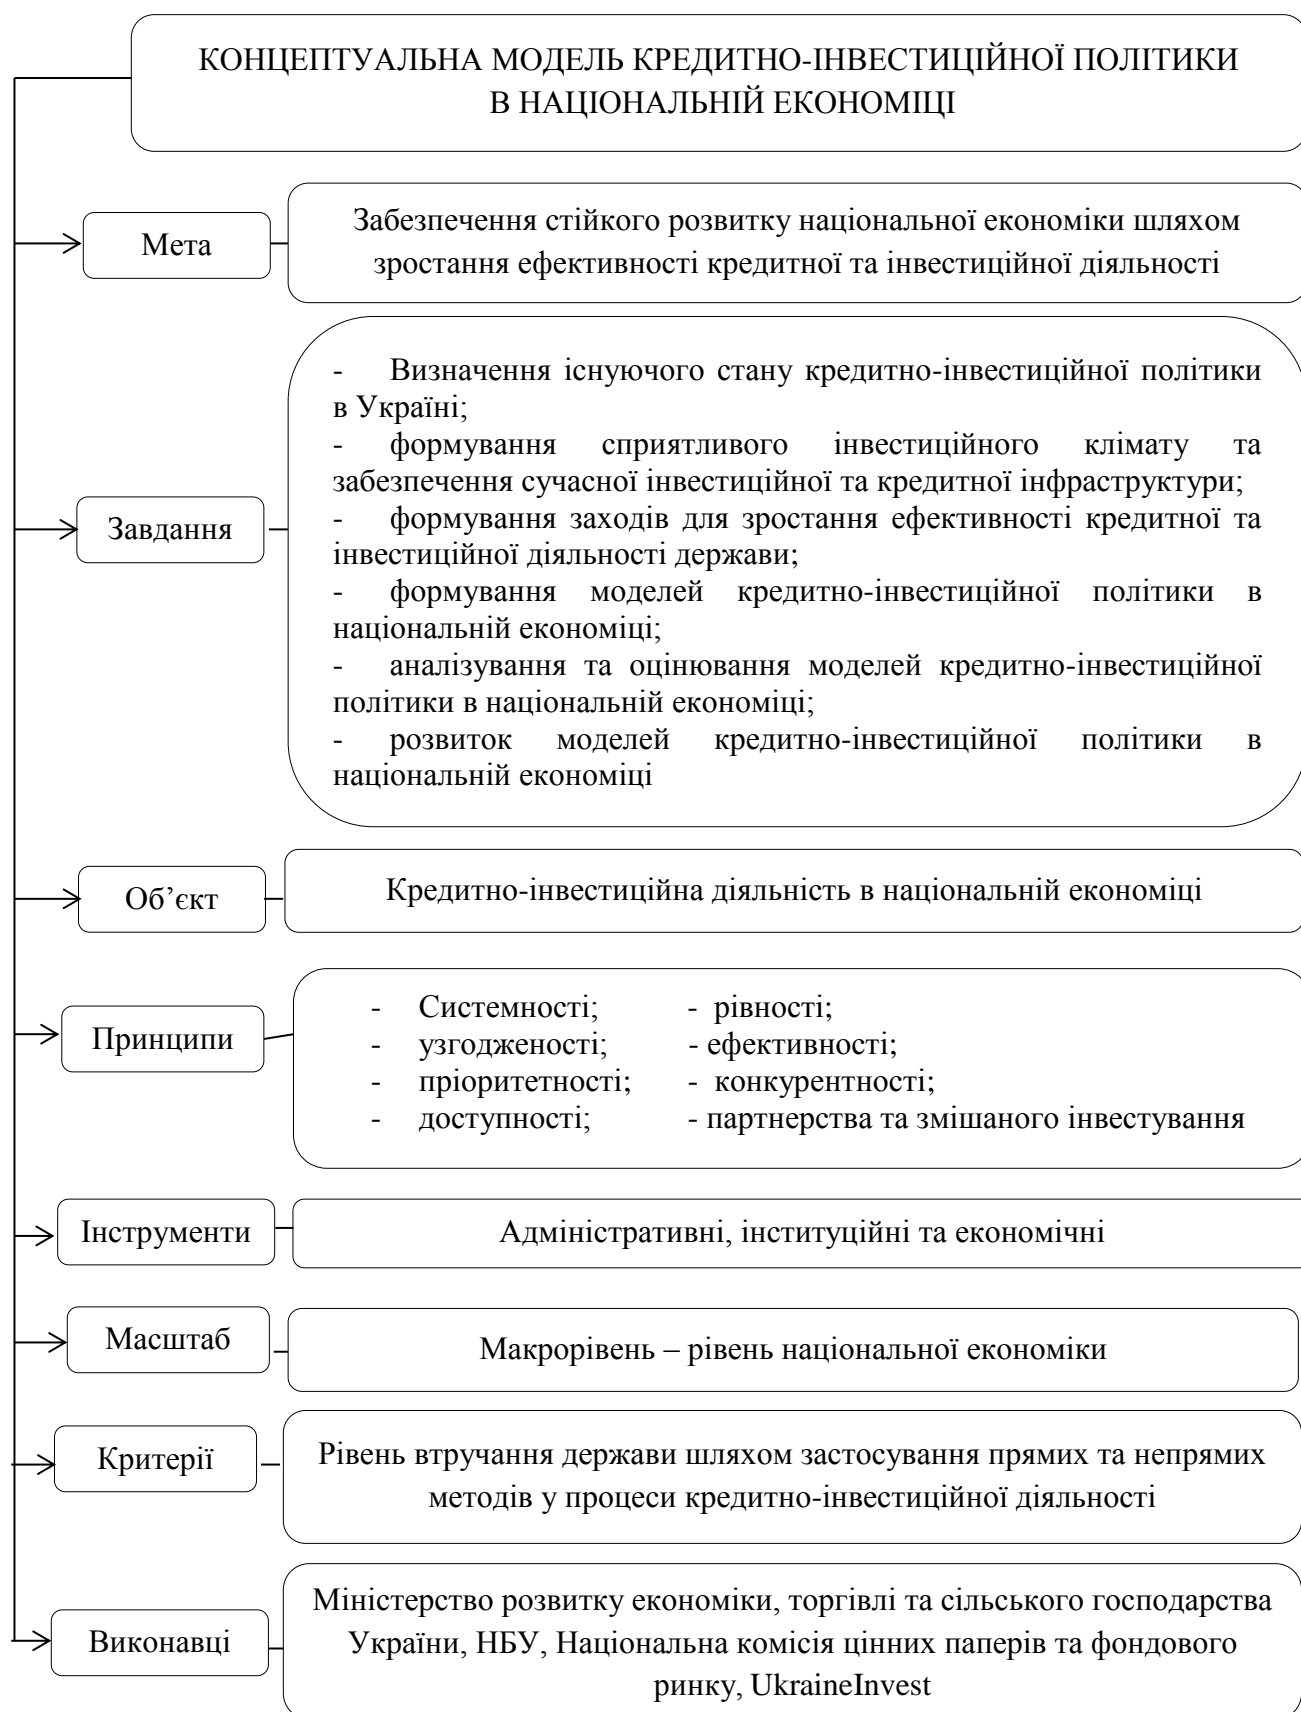 КОНЦЕПТУАЛЬНА МОДЕЛЬ КРЕДИТНО-ІНВЕСТИЦІЙНОЇ ПОЛІТИКИ
В НАЦІОНАЛЬНІЙ ЕКОНОМІЦІ
Мета
Забезпечення стійкого розвитку національної економіки шляхом
зростання ефективності кредитної та інвестиційної діяльності
Завдання
- Визначення існуючого стану кредитно-інвестиційної політики
в Україні;
- формування сприятливого інвестиційного клімату та
забезпечення сучасної інвестиційної та кредитної інфраструктури;
- формування заходів для зростання ефективності кредитної та
інвестиційної діяльності держави;
- формування моделей кредитно-інвестиційної політики в
національній економіці;
- аналізування та оцінювання моделей кредитно-інвестиційної
політики в національній економіці;
- розвиток моделей кредитно-інвестиційної політики в
національній економіці
Об’єкт
Кредитно-інвестиційна діяльність в національній економіці
Принципи
- Системності; - рівності;
- узгодженості; - ефективності;
- пріоритетності; - конкурентності;
- доступності; - партнерства та змішаного інвестування
Інструменти
Адміністративні, інституційні та економічні
Масштаб
Макрорівень – рівень національної економіки
Критерії
Рівень втручання держави шляхом застосування прямих та непрямих
методів у процеси кредитно-інвестиційної діяльності
Виконавці
Міністерство розвитку економіки, торгівлі та сільського господарства
України, НБУ, Національна комісія цінних паперів та фондового
ринку, UkraineInvest